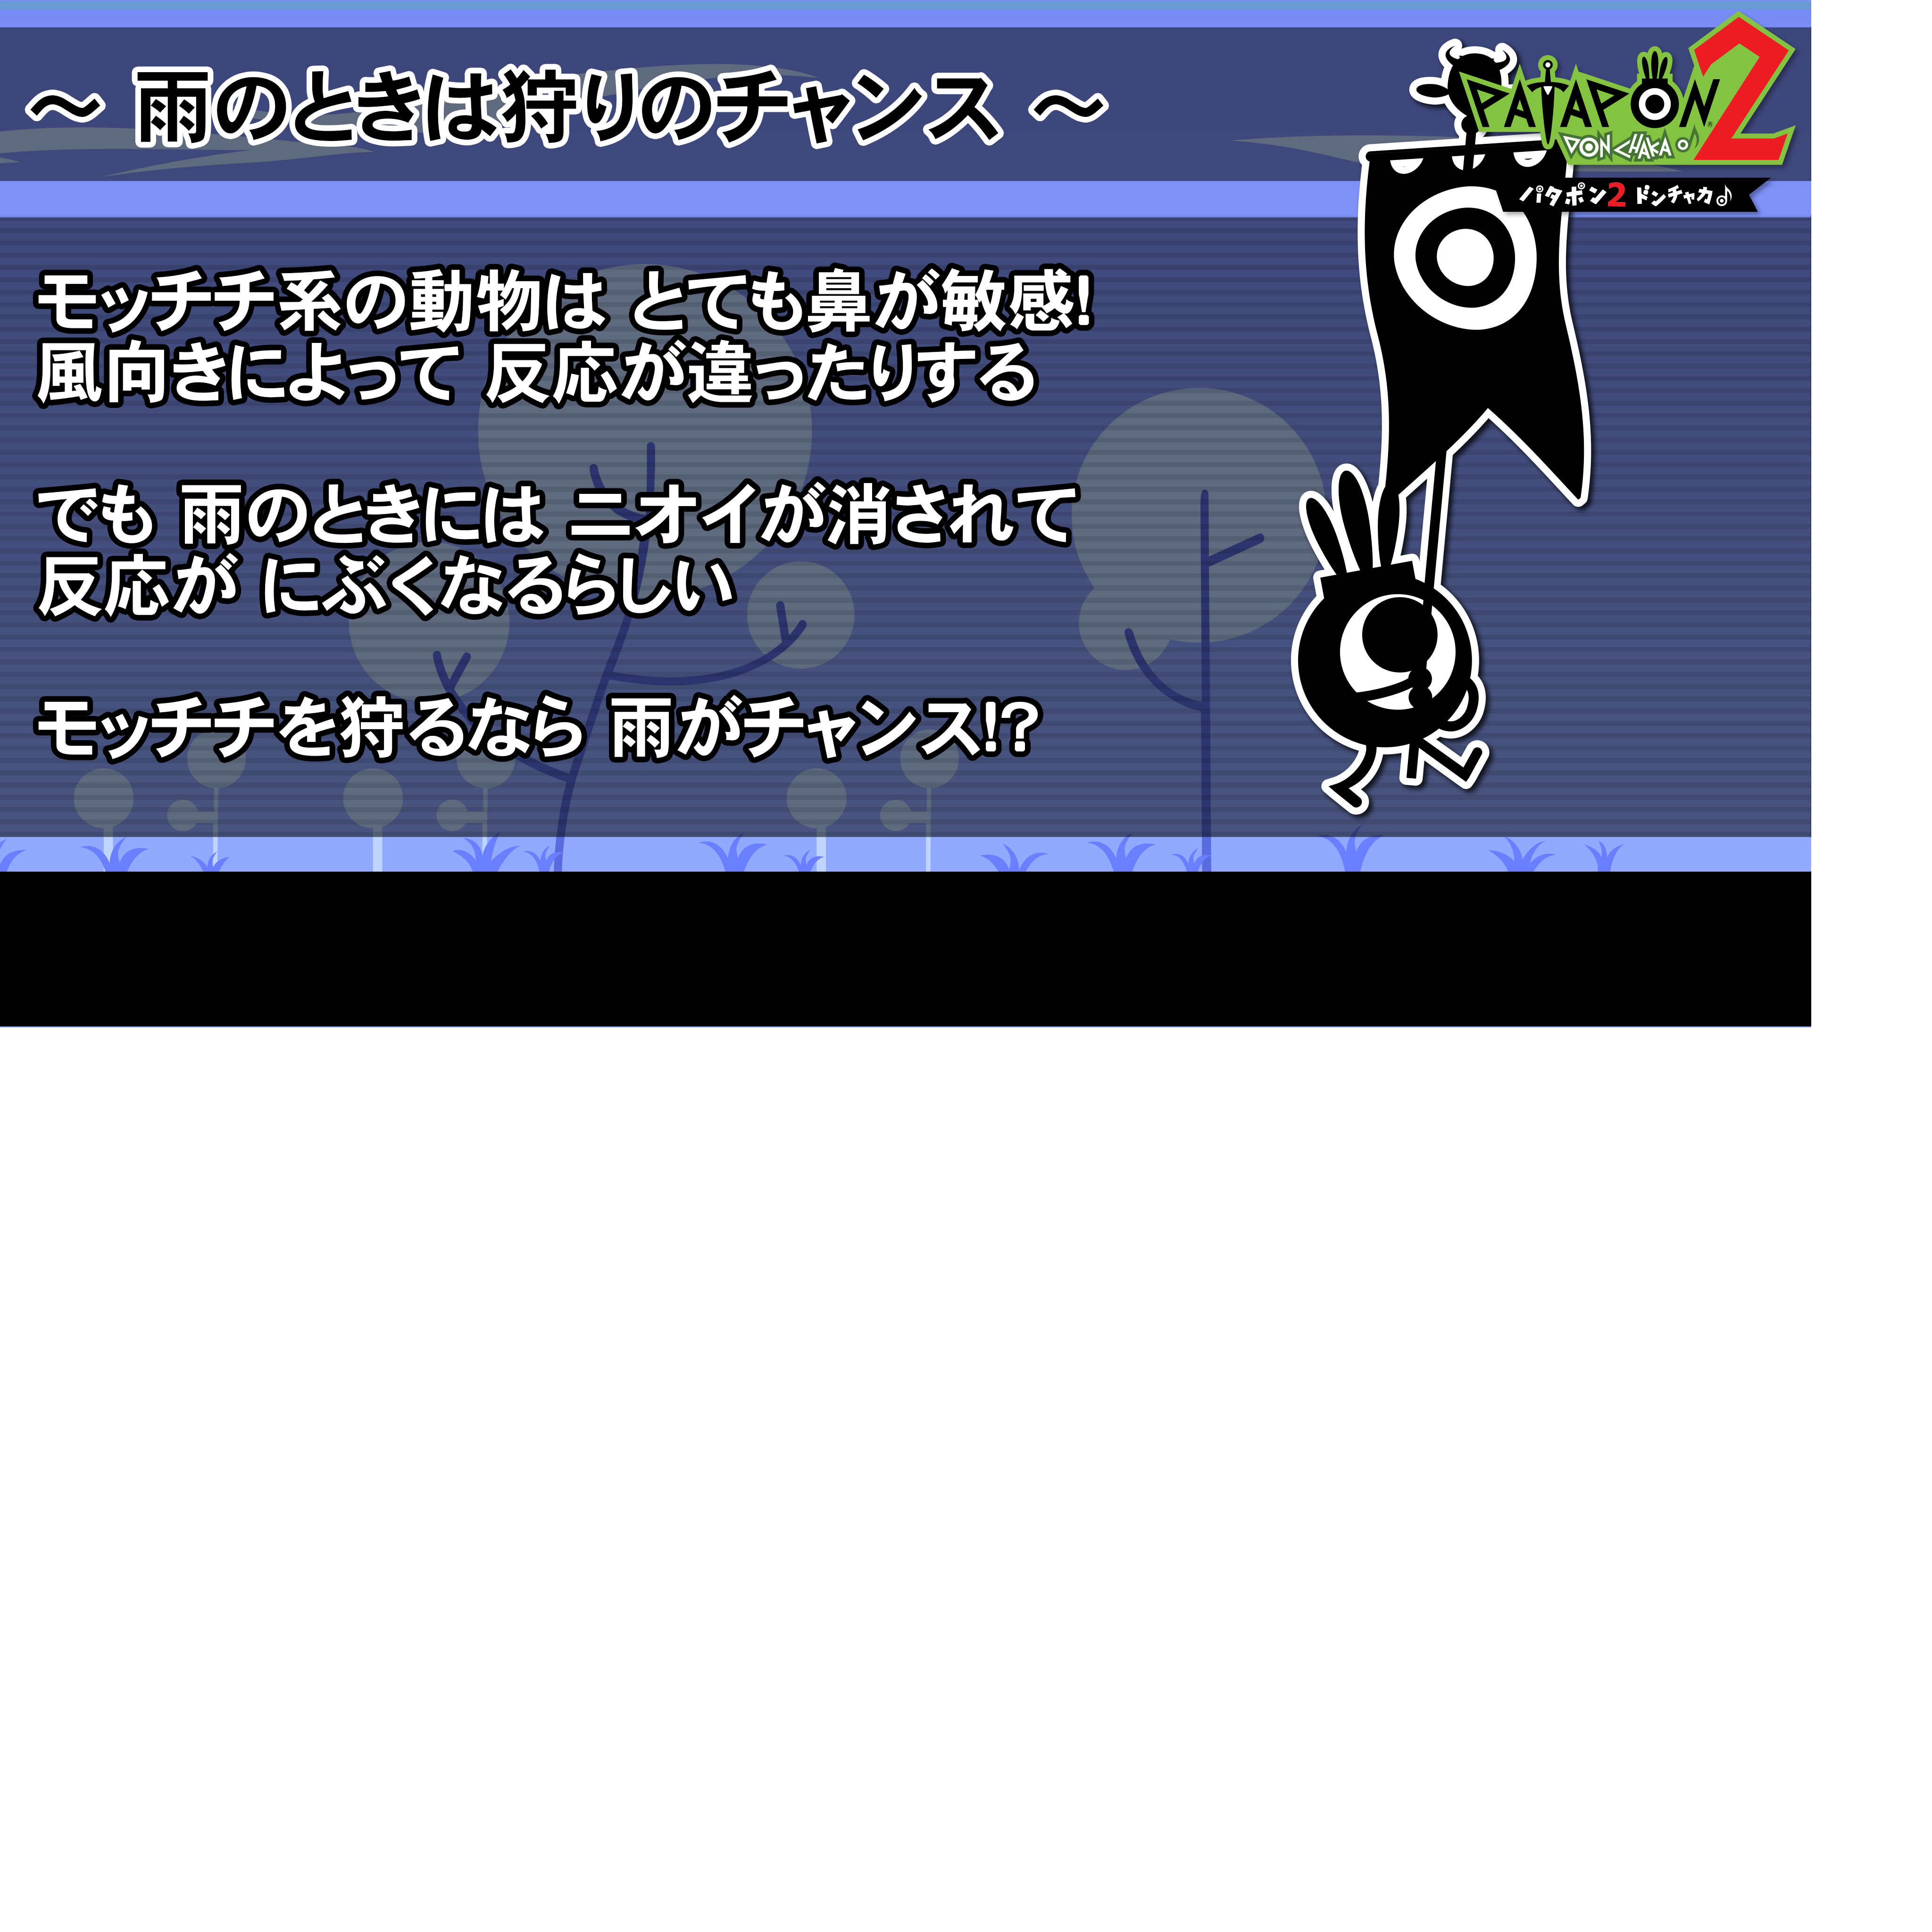 ～ 雨のときは狩りのチャンス ～
PATAPON 2
DONCHAKA♪
パタポン2 ドンチャカ♪
モッチチ系の動物は とても鼻が敏感!
風向きによって 反応が違ったりする
でも 雨のときには ニオイが消されて
反応が にぶくなるらしい
モッチチを狩るなら 雨がチャンス!?